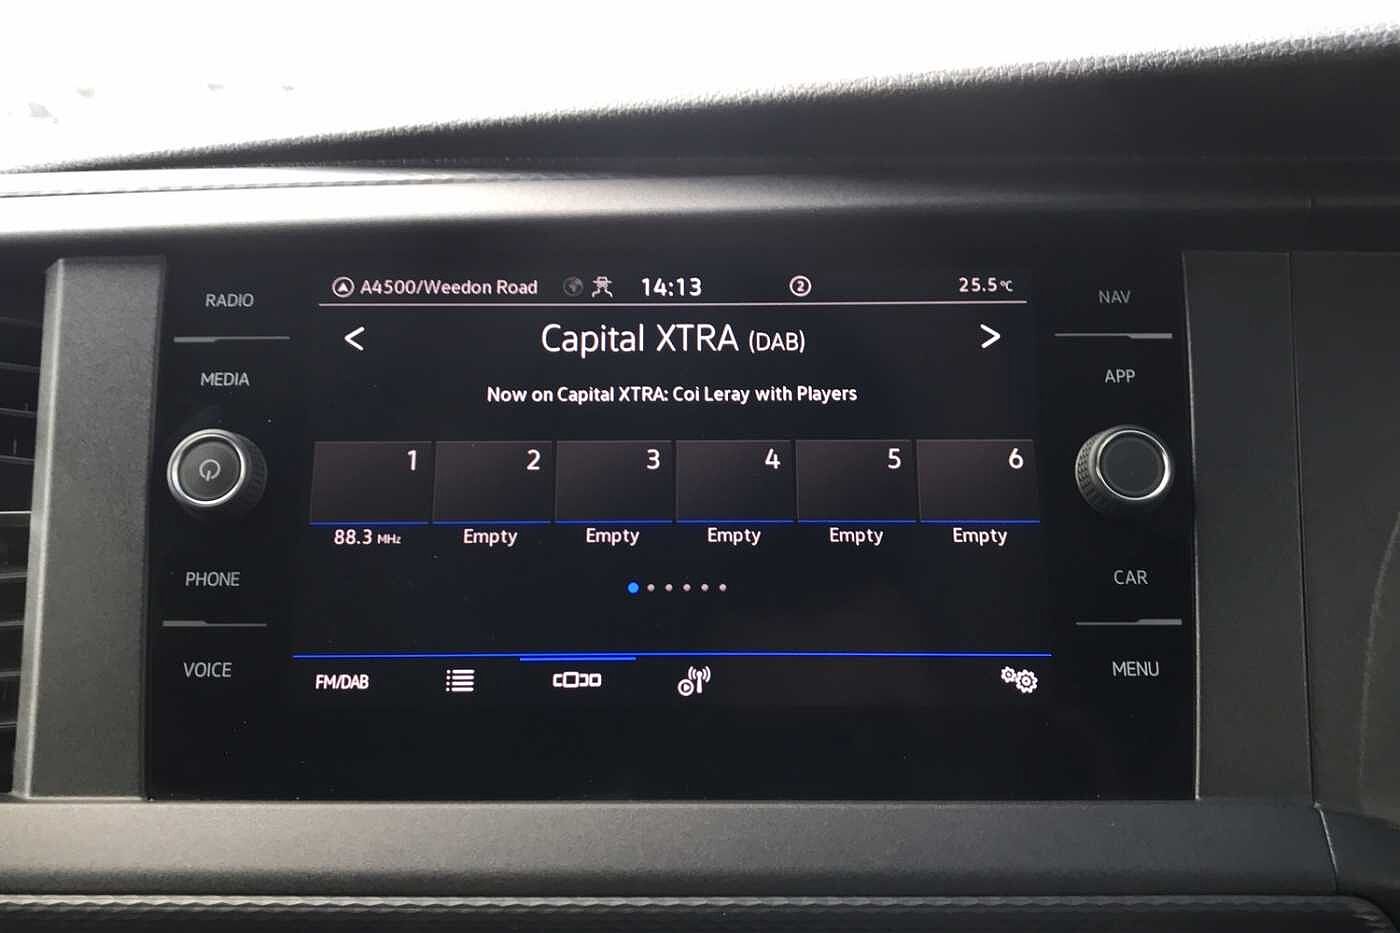 RADIO
MEDIA
PHONE
VOICE
A4500/Weedon Road 14:13 2 25.5°C
< Capital XTRA (DAB) >
Now on Capital XTRA: Coi Leray with Players
1 2 3 4 5 6
88.3 MHz Empty Empty Empty Empty Empty
FM/DAB
NAV
APP
CAR
MENU